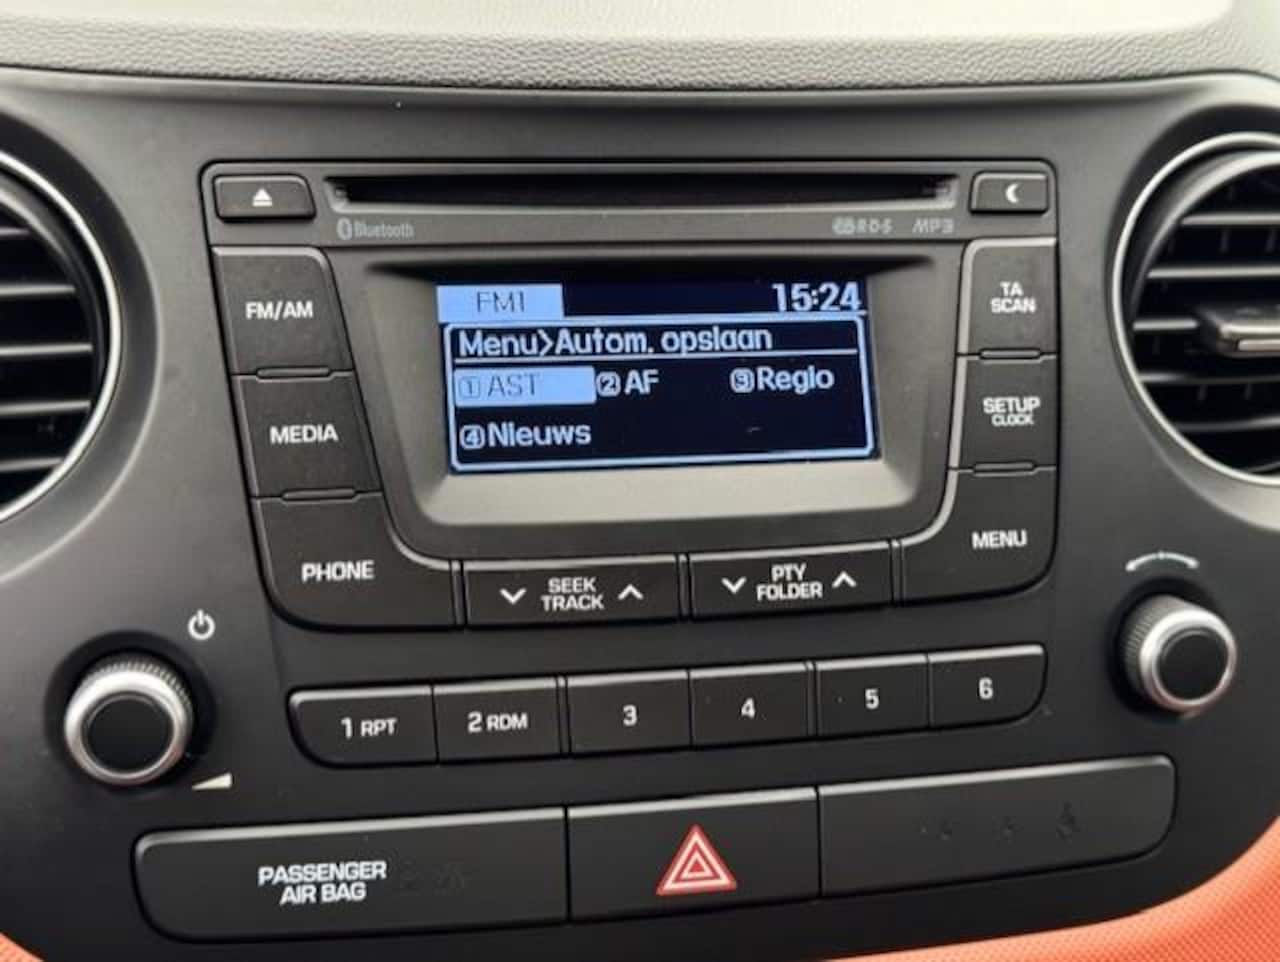 Bluetooth
RDS MP3
FM/AM
MEDIA
PHONE
FM1 15:24
Menu>Autom. opslaan
1 AST 2 AF 3 Regio
4 Nieuws
TA
SCAN
SETUP
CLOCK
MENU
SEEK
TRACK
PTY
FOLDER
1 RPT 2 RDM 3 4 5 6
PASSENGER
AIR BAG